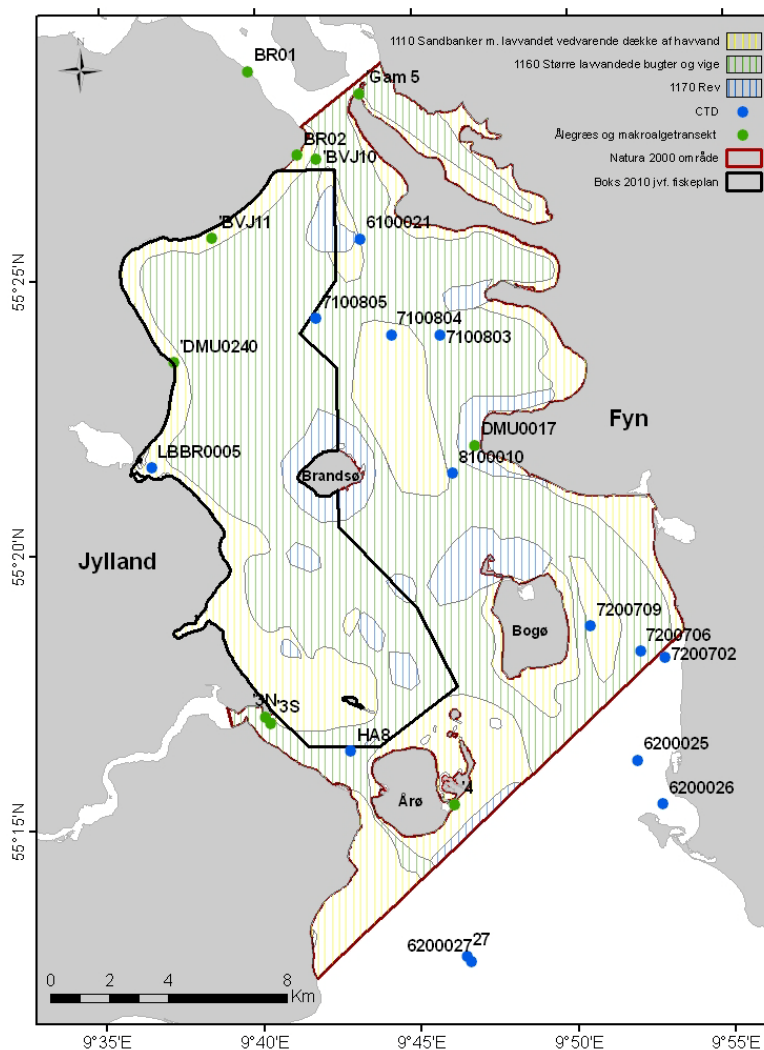 1110 Sandbanker m. lavvandet vedvarende dække af havvand
1160 Større lavvandede bugter og vige
1170 Rev
CTD
Ålegræs og makroalgetransekt
Natura 2000 område
Boks 2010 jvf. fiskeplan
BR01
Gam 5
BR02
'BVJ10
'BVJ11
6100021
55°25'N
7100805
7100804
7100803
'DMU0240
DMU0017
Fyn
LBBR0005
8100010
Brandsø
55°20'N
Jylland
Bogø
7200709
7200706
7200702
'3N
'3S
HA8
6200025
'4
6200026
Årø
55°15'N
6200027
27
0 2 4 8
Km
9°35'E 9°40'E 9°45'E 9°50'E 9°55'E